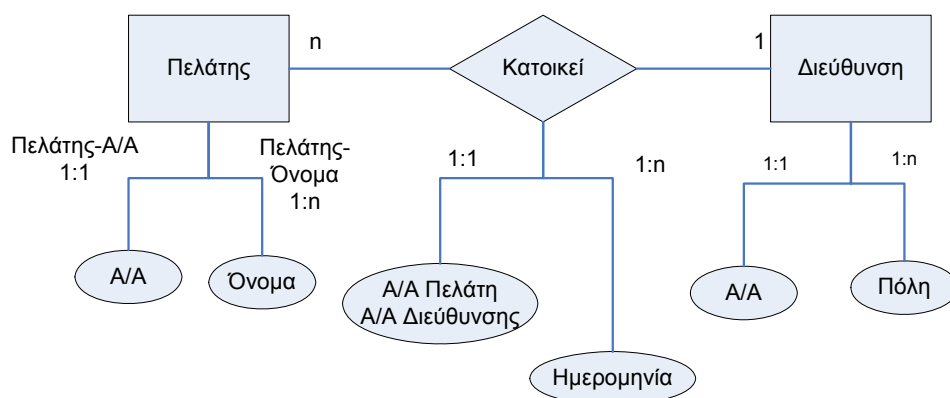 n
1
Πελάτης
Κατοικεί
Διεύθυνση
Πελάτης-Α/Α
1:1
Πελάτης-
Όνομα
1:n
1:1
1:n
1:1
1:n
Α/Α
Όνομα
Α/Α Πελάτη
Α/Α Διεύθυνσης
Α/Α
Πόλη
Ημερομηνία